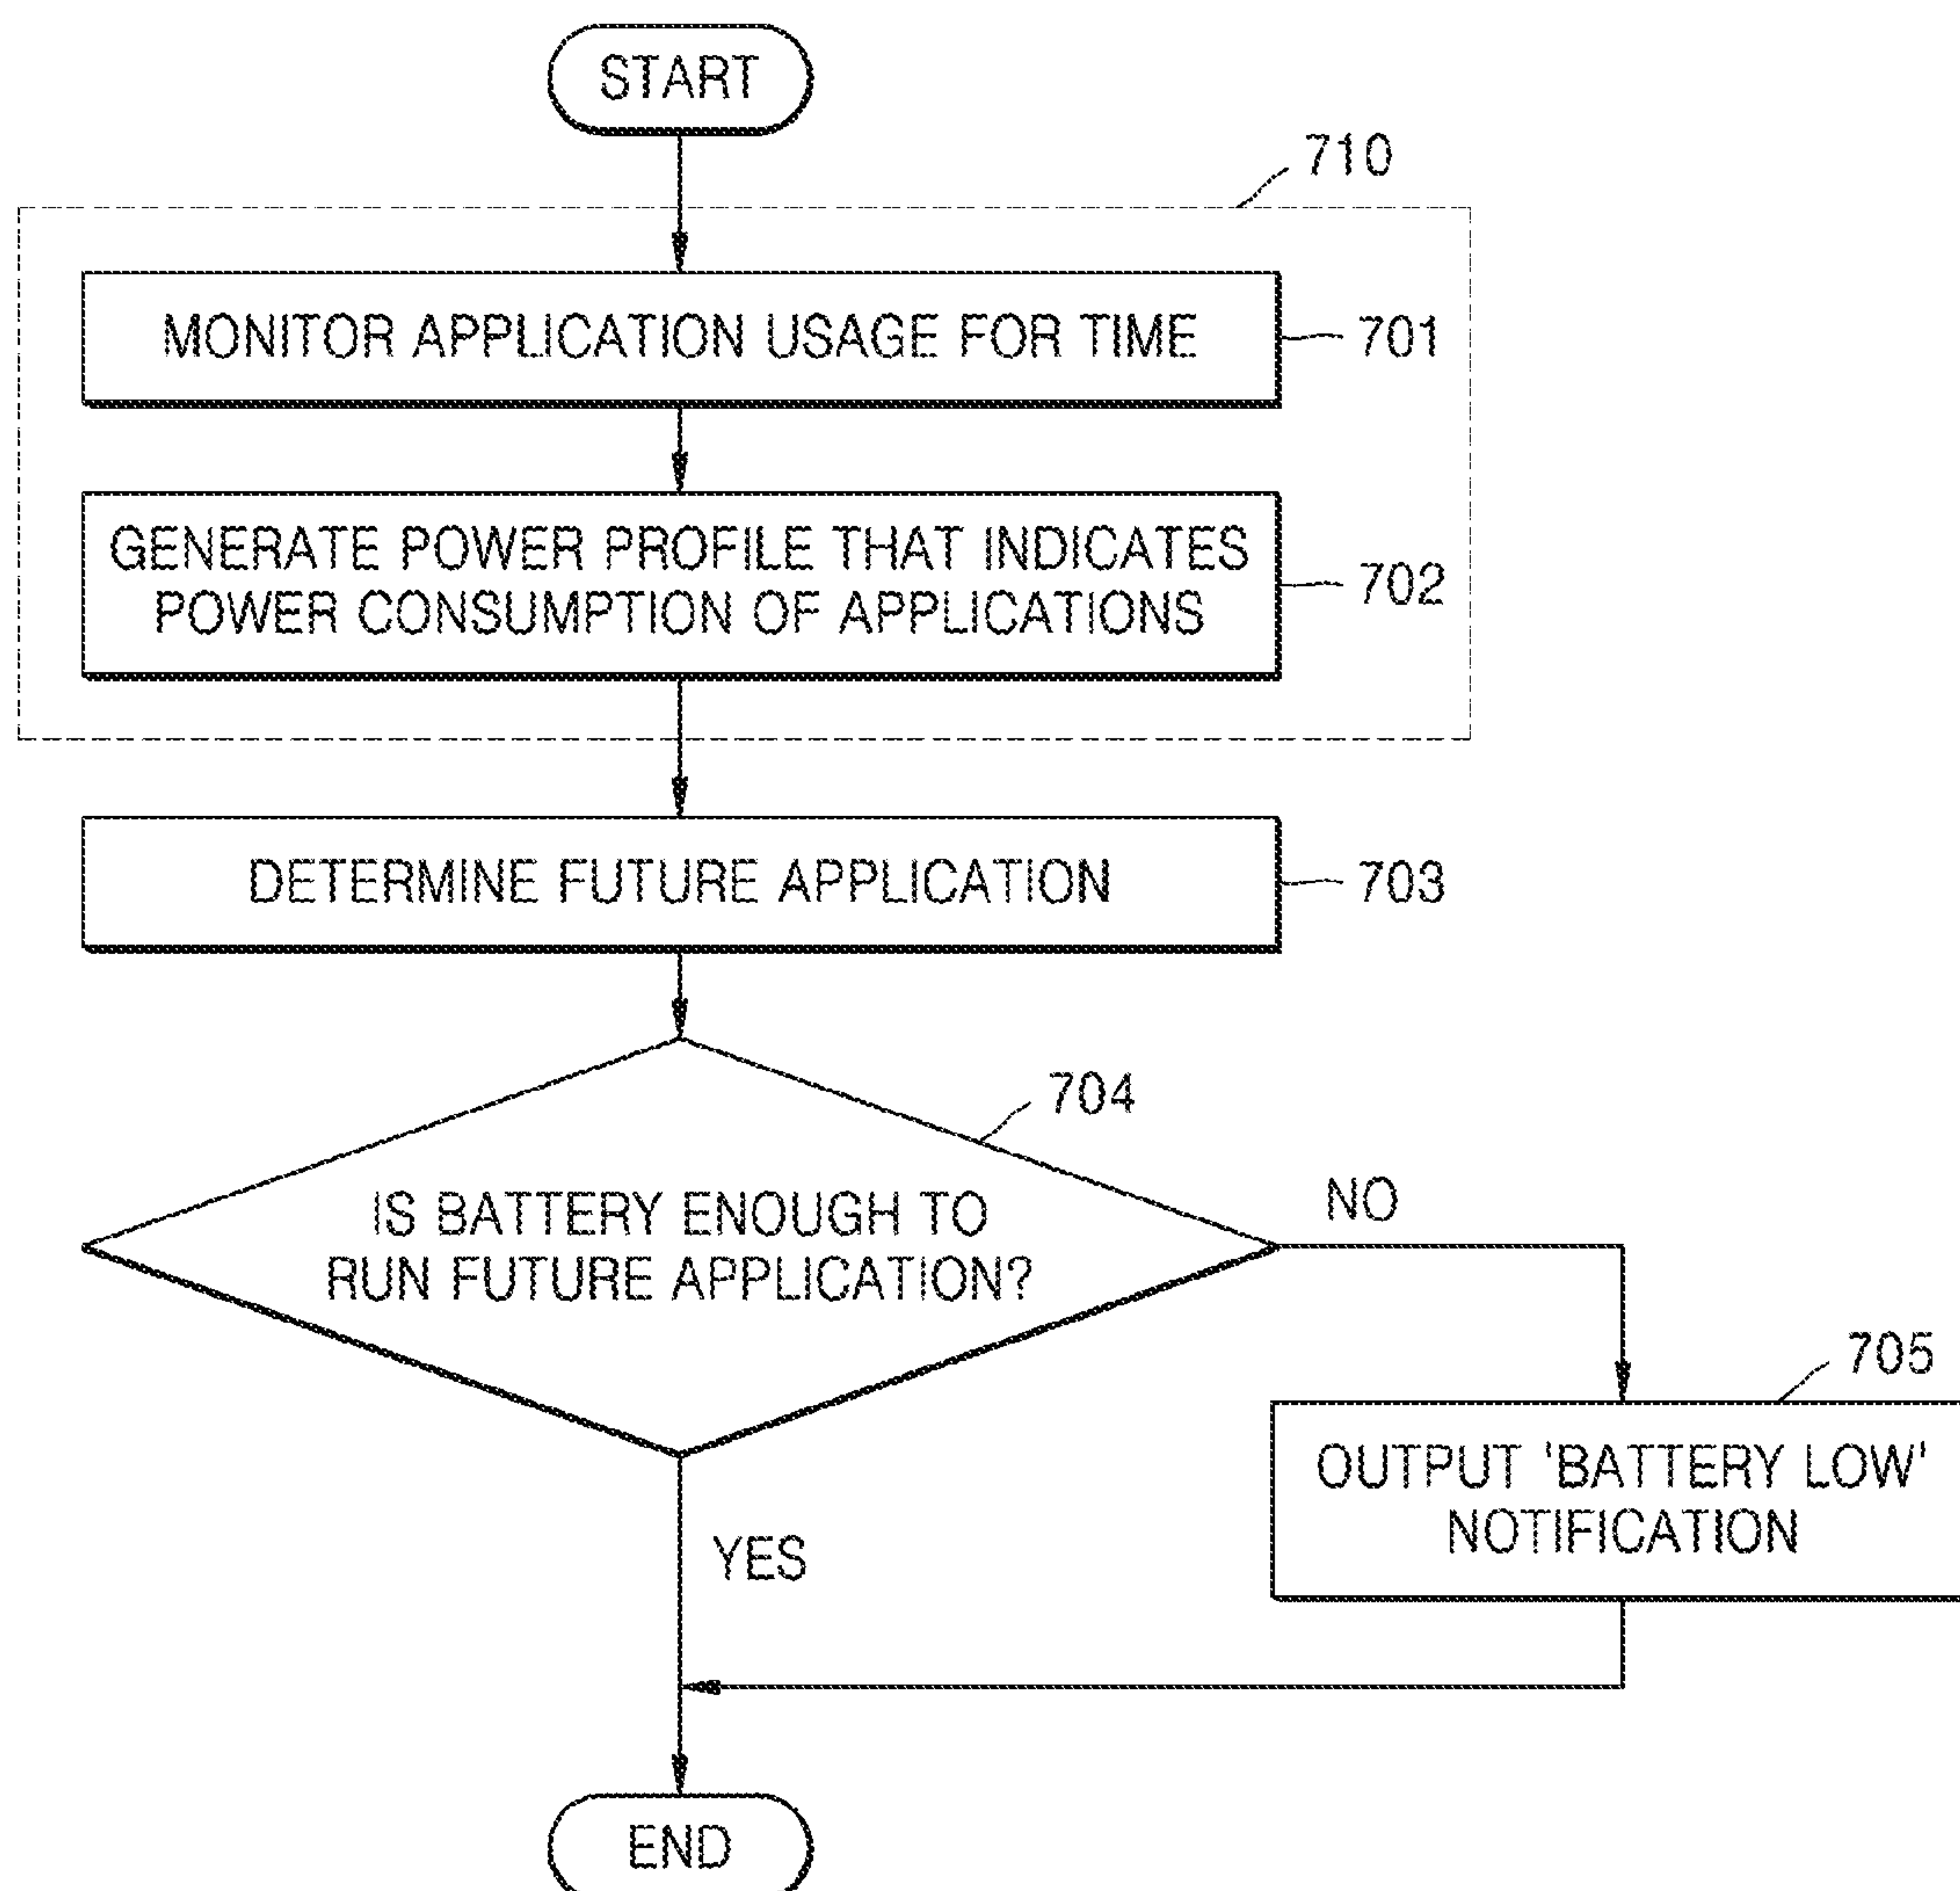 START
710
MONITOR APPLICATION USAGE FOR TIME
701
GENERATE POWER PROFILE THAT INDICATES
POWER CONSUMPTION OF APPLICATIONS
702
DETERMINE FUTURE APPLICATION
703
704
IS BATTERY ENOUGH TO
RUN FUTURE APPLICATION?
NO
705
OUTPUT 'BATTERY LOW'
NOTIFICATION
YES
END